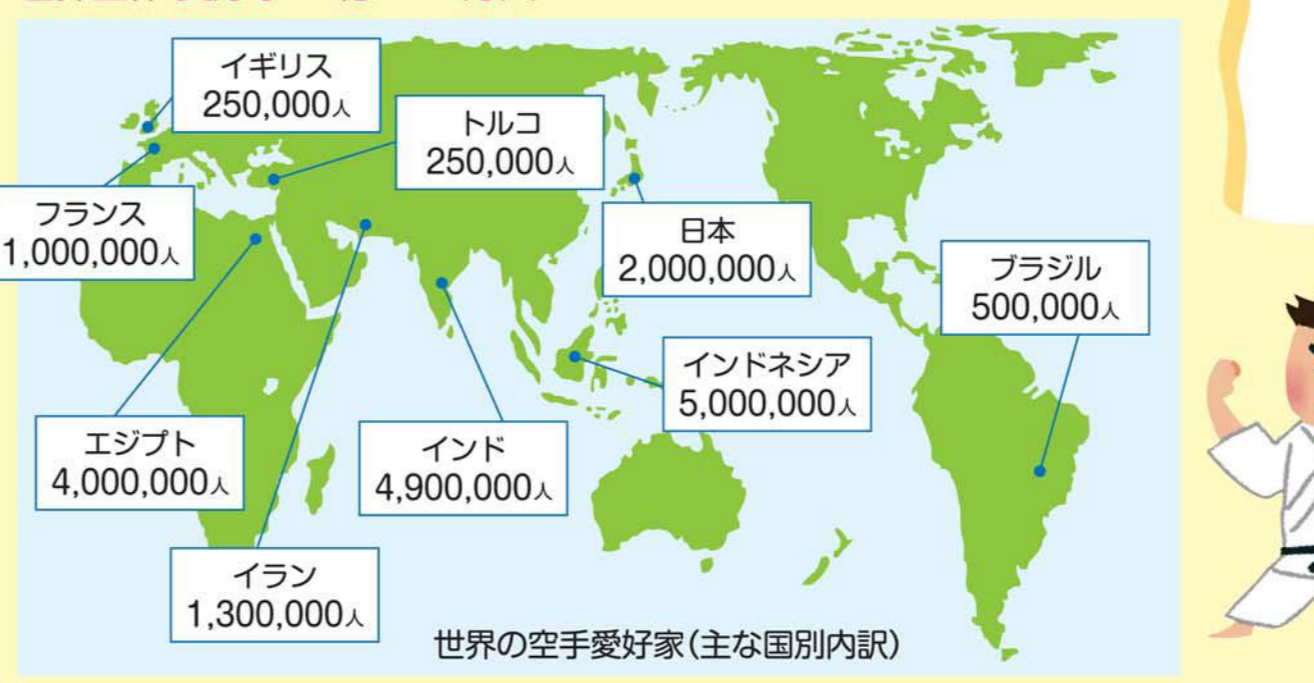 イギリス
250,000人
トルコ
250,000人
フランス
1,000,000人
日本
2,000,000人
ブラジル
500,000人
インドネシア
5,000,000人
エジプト
4,000,000人
インド
4,900,000人
イラン
1,300,000人
世界の空手愛好家(主な国別内訳)